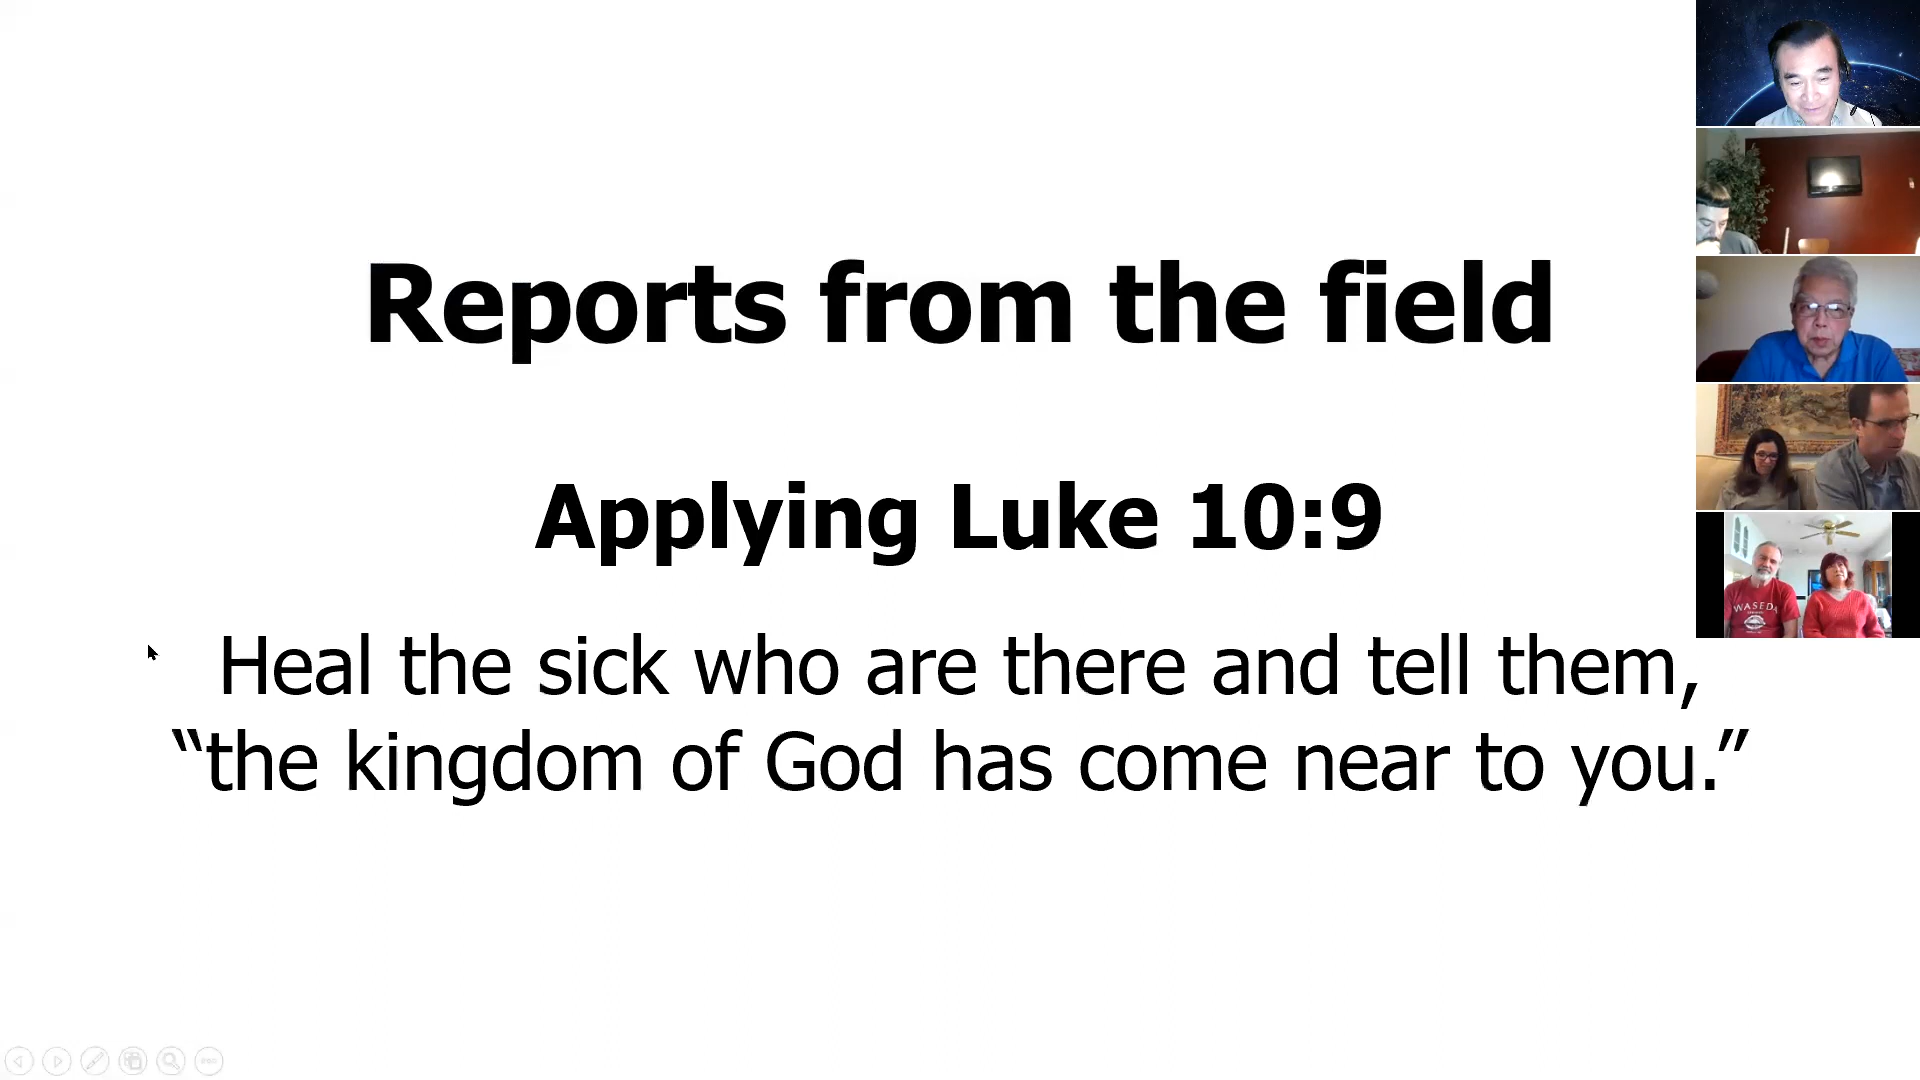 Reports from the field
Applying Luke 10:9
Heal the sick who are there and tell them,
“the kingdom of God has come near to you.”
WASEDA